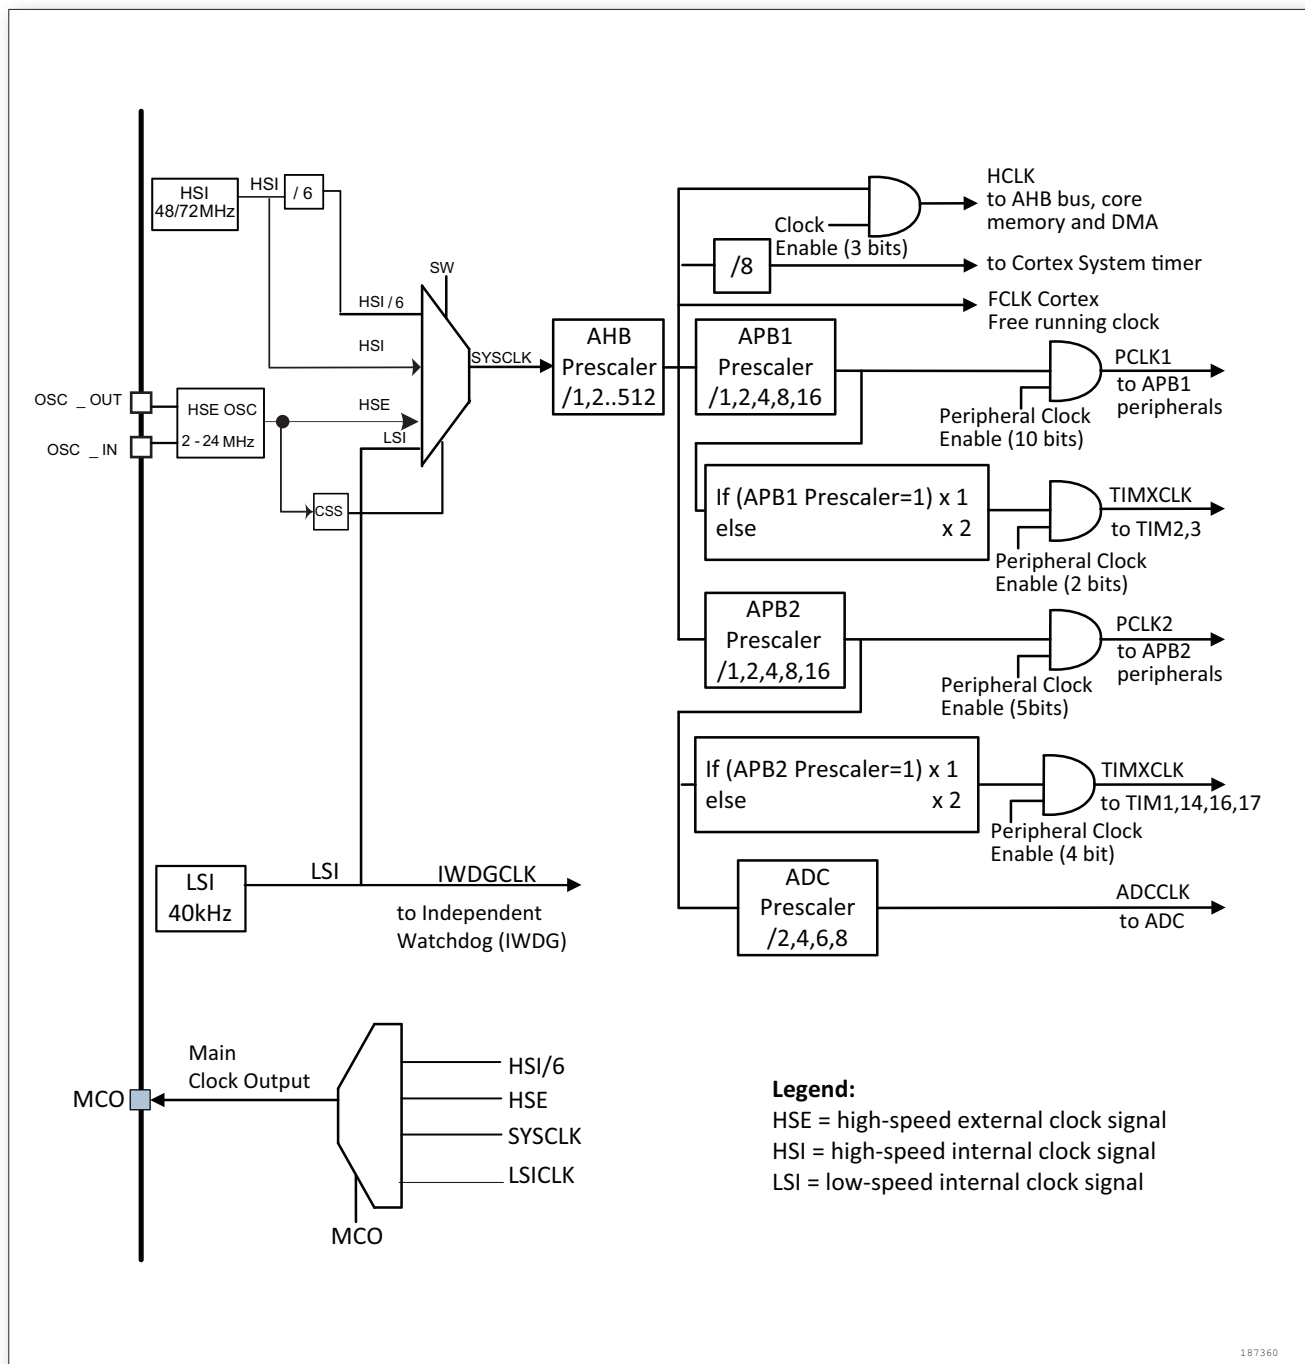 HSI
48/72MHz
HSI
/ 6
HCLK
to AHB bus, core
memory and DMA
Clock
Enable (3 bits)
/8
to Cortex System timer
SW
HSI / 6
FCLK Cortex
Free running clock
HSI
SYSCLK
AHB
Prescaler
/1,2..512
APB1
Prescaler
/1,2,4,8,16
PCLK1
to APB1
peripherals
Peripheral Clock
Enable (10 bits)
OSC _ OUT
OSC _ IN
HSE OSC
2 - 24 MHz
HSE
LSI
CSS
If (APB1 Prescaler=1) x 1
else x 2
TIMXCLK
to TIM2,3
Peripheral Clock
Enable (2 bits)
APB2
Prescaler
/1,2,4,8,16
PCLK2
to APB2
peripherals
Peripheral Clock
Enable (5bits)
If (APB2 Prescaler=1) x 1
else x 2
TIMXCLK
to TIM1,14,16,17
Peripheral Clock
Enable (4 bit)
LSI
40kHz
LSI
IWDGCLK
to Independent
Watchdog (IWDG)
ADC
Prescaler
/2,4,6,8
ADCCLK
to ADC
Main
Clock Output
MCO
HSI/6
HSE
SYSCLK
LSICLK
MCO
Legend:
HSE = high-speed external clock signal
HSI = high-speed internal clock signal
LSI = low-speed internal clock signal
187360